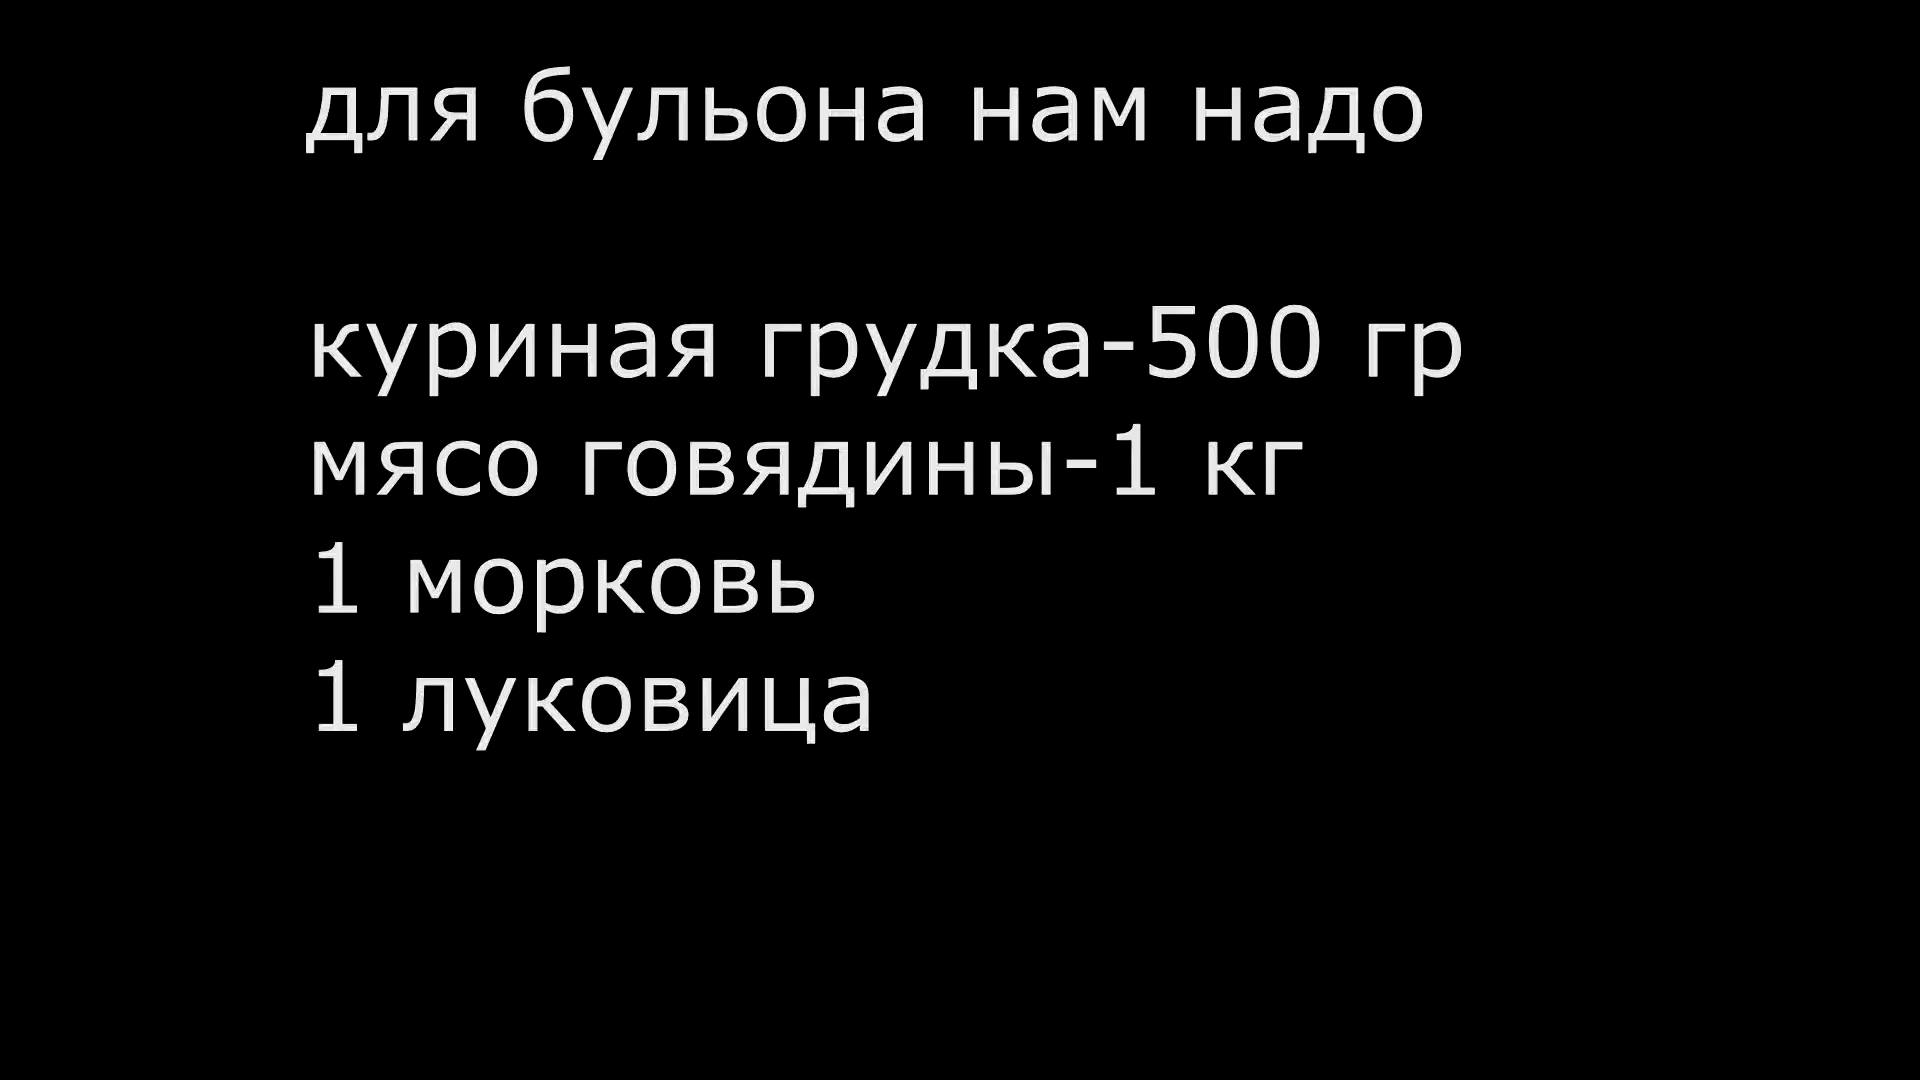 для бульона нам надо
куриная грудка-500 гр
мясо говядины-1 кг
1 морковь
1 луковица